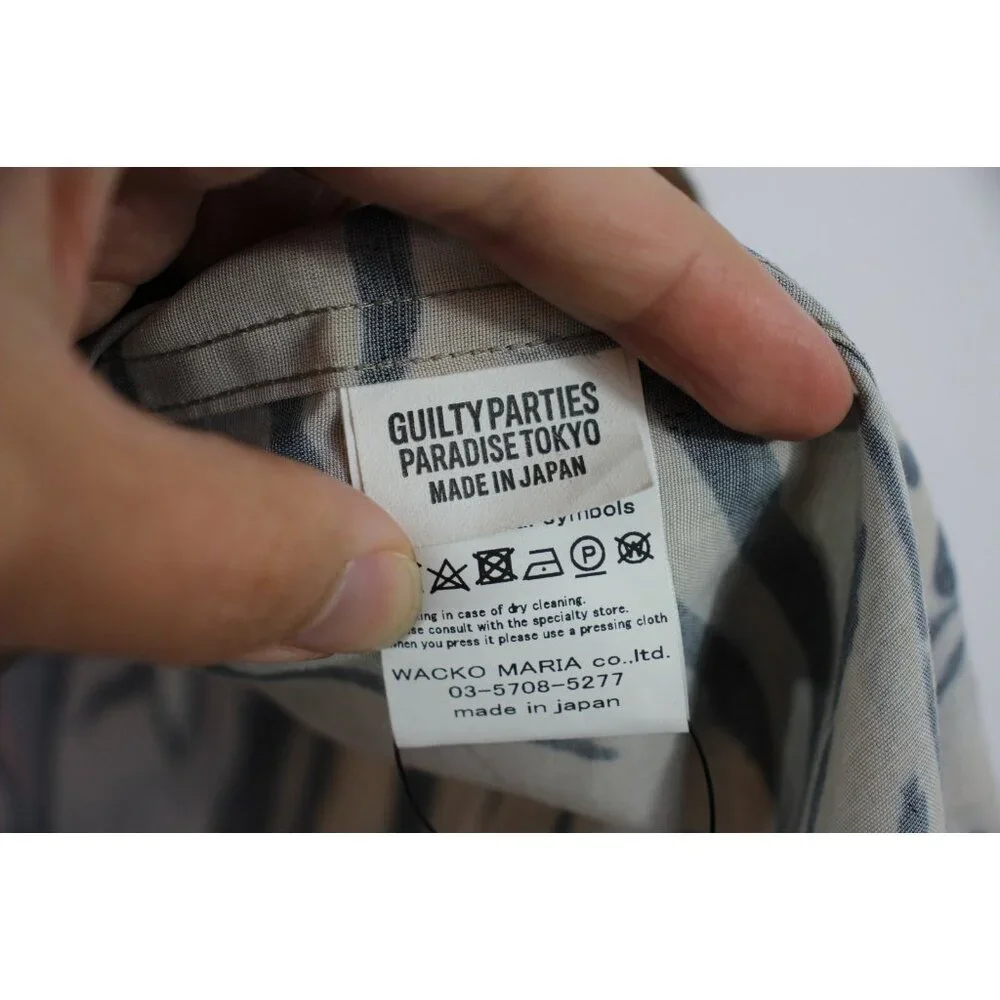 GUILTY PARTIES
PARADISE TOKYO
MADE IN JAPAN
symbols
P
W
in case of dry cleaning.
consult with the specialty store.
when you press it please use a pressing cloth
WACKO MARIA co.,ltd.
03-5708-5277
made in japan